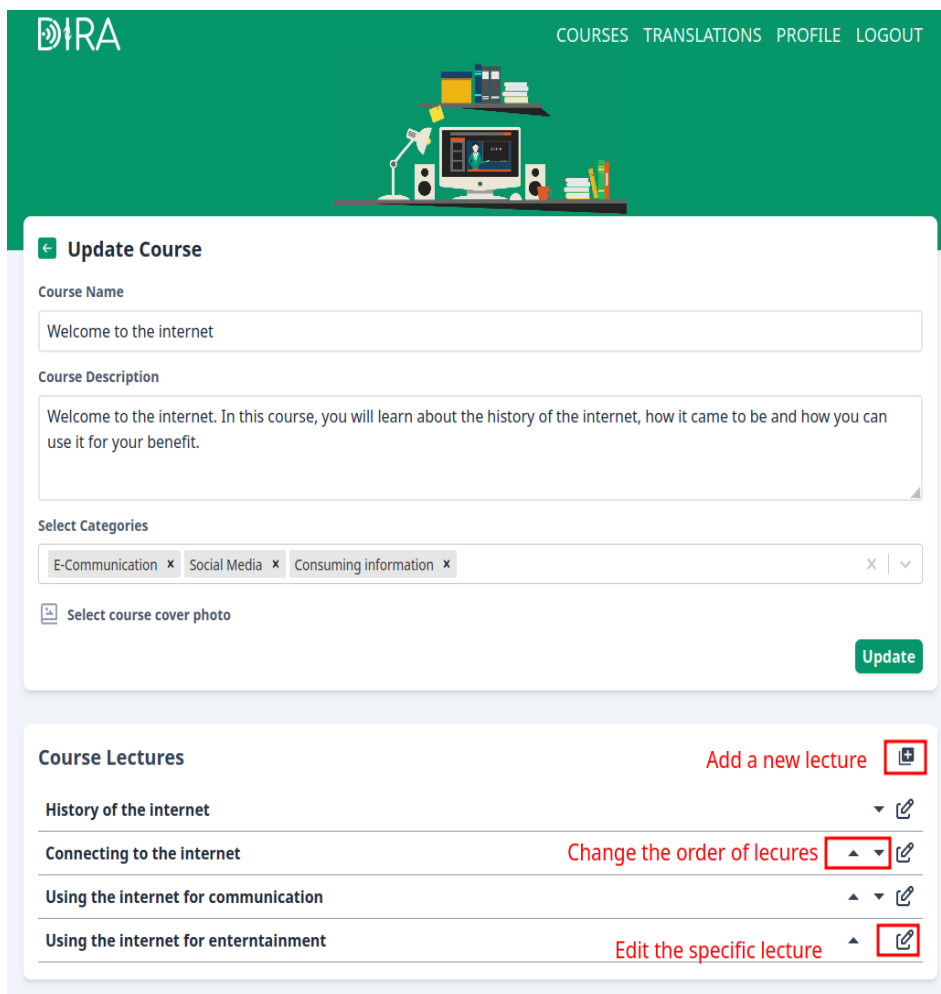 DIRA
COURSES TRANSLATIONS PROFILE LOGOUT
Update Course
Course Name
Welcome to the internet
Course Description
Welcome to the internet. In this course, you will learn about the history of the internet, how it came to be and how you can
use it for your benefit.
Select Categories
E-Communication x Social Media x Consuming information x
Select course cover photo
Update
Course Lectures
Add a new lecture
History of the internet
Connecting to the internet
Change the order of lecures
Using the internet for communication
Using the internet for enterntainment
Edit the specific lecture